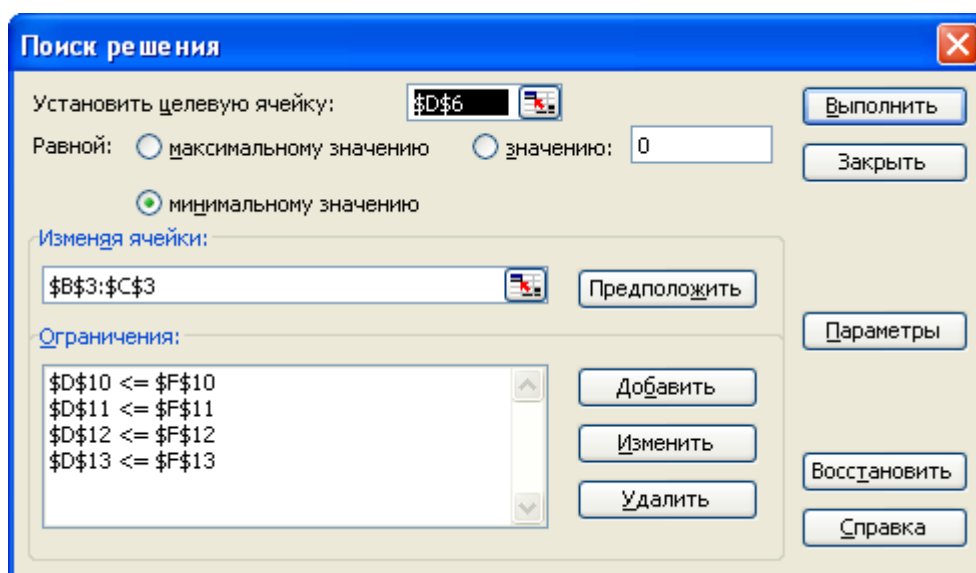 Поиск решения
Установить целевую ячейку: $D$6
Выполнить
Равной: максимальному значению значению: 0
Закрыть
минимальному значению
Изменяя ячейки:
$B$3:$C$3
Предположить
Параметры
Ограничения:
$D$10 <= $F$10
$D$11 <= $F$11
$D$12 <= $F$12
$D$13 <= $F$13
Добавить
Изменить
Удалить
Восстановить
Справка